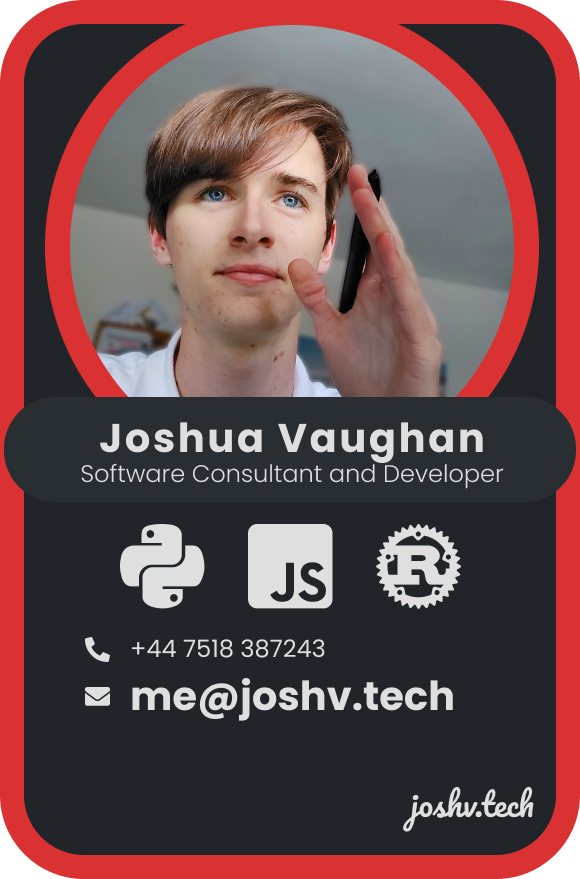 Joshua Vaughan
Software Consultant and Developer
JS
R
+44 7518 387243
me@joshv.tech
joshv.tech